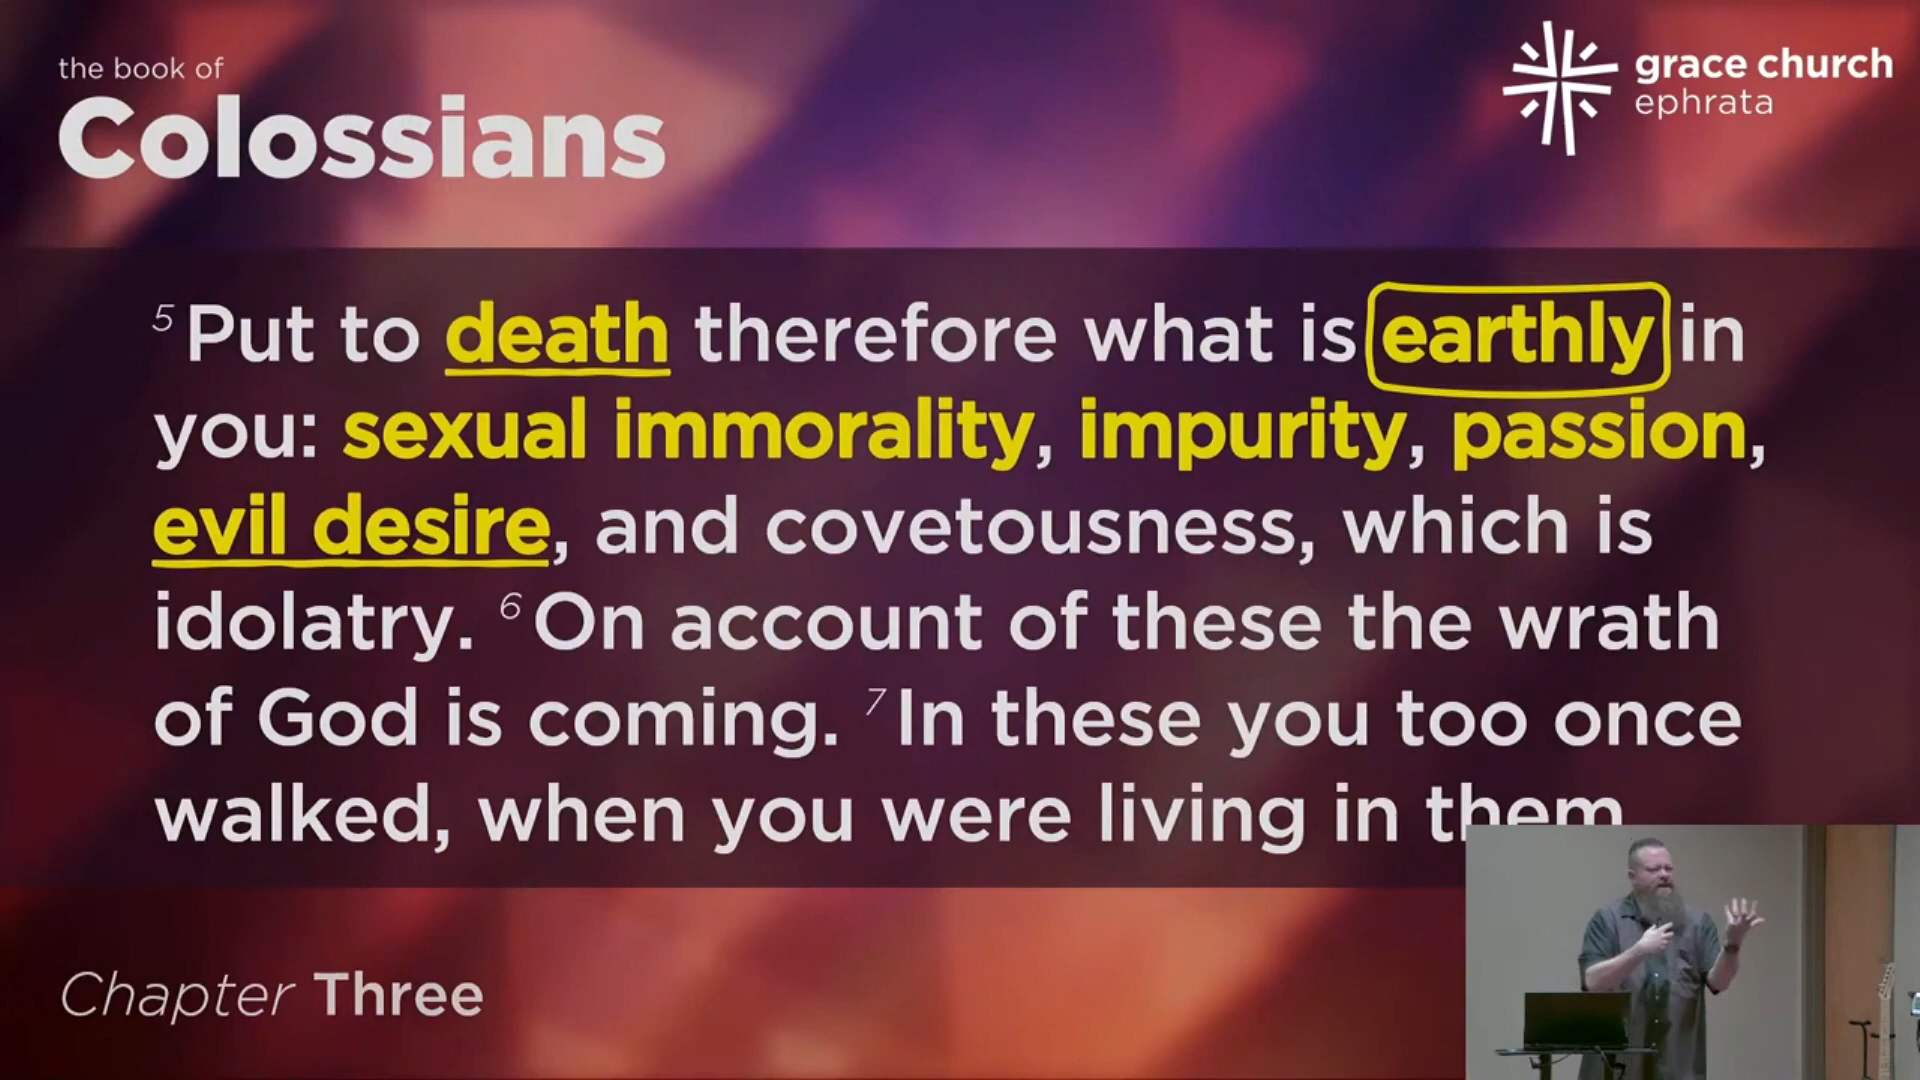 the book of
Colossians
grace church
ephrata
5 Put to death therefore what is earthly in
you: sexual immorality, impurity, passion,
evil desire, and covetousness, which is
idolatry. 6 On account of these the wrath
of God is coming. 7 In these you too once
walked, when you were living in them
Chapter Three